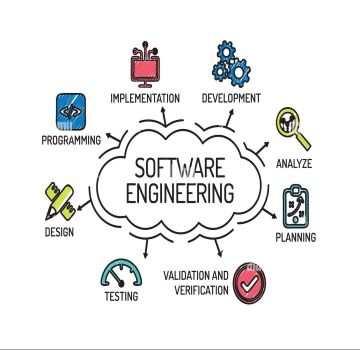 IMPLEMENTATION
DEVELOPMENT
PROGRAMMING
ANALYZE
SOFTWARE
ENGINEERING
DESIGN
PLANNING
TESTING
VALIDATION AND
VERIFICATION